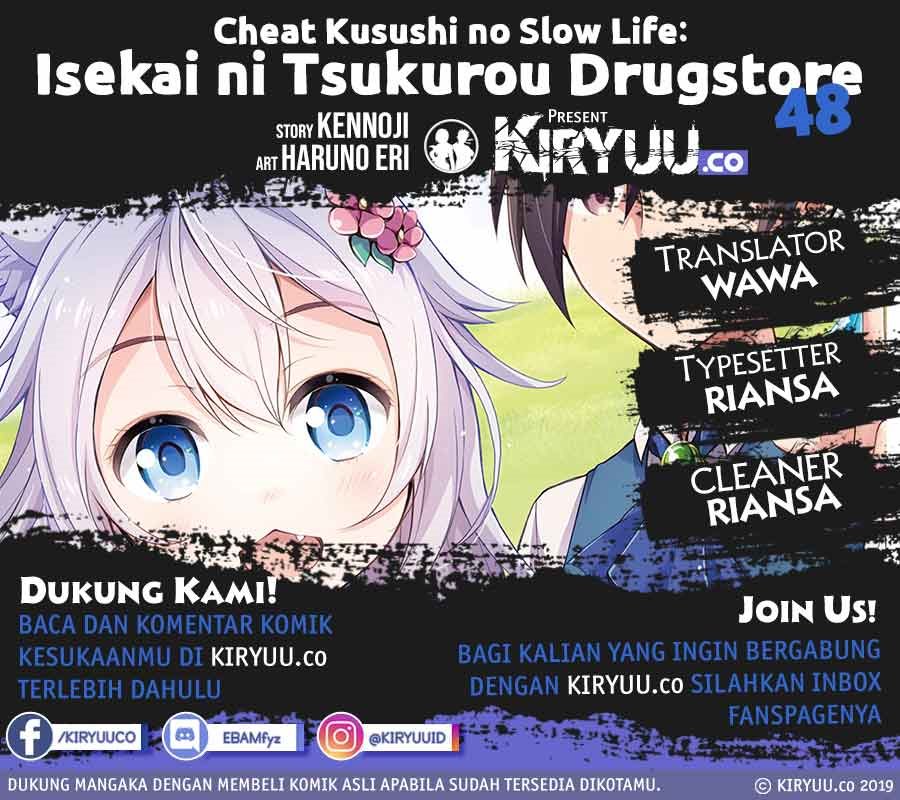 Cheat Kusushi no Slow Life:
Isekai ni Tsukurou Drugstore
48
STORY KENNOJI
ART HARUNO ERI
PRESENT
KIRYUU.CO
TRANSLATOR
WAWA
TYPESETTER
RIANSA
CLEANER
RIANSA
DUKUNG KAMI!
BACA DAN KOMENTAR KOMIK
KESUKAANMU DI KIRYUU.co
TERLEBIH DAHULU
JOIN US!
BAGI KALIAN YANG INGIN BERGABUNG
DENGAN KIRYUU.co SILAHKAN INBOX
FANSPAGENYA
f /KIRYUUCO
EBAMfyz
@KIRYUUID
DUKUNG MANGAKA DENGAN MEMBELI KOMIK ASLI APABILA SUDAH TERSEDIA DIKOTAMU.
© KIRYUU.co 2019